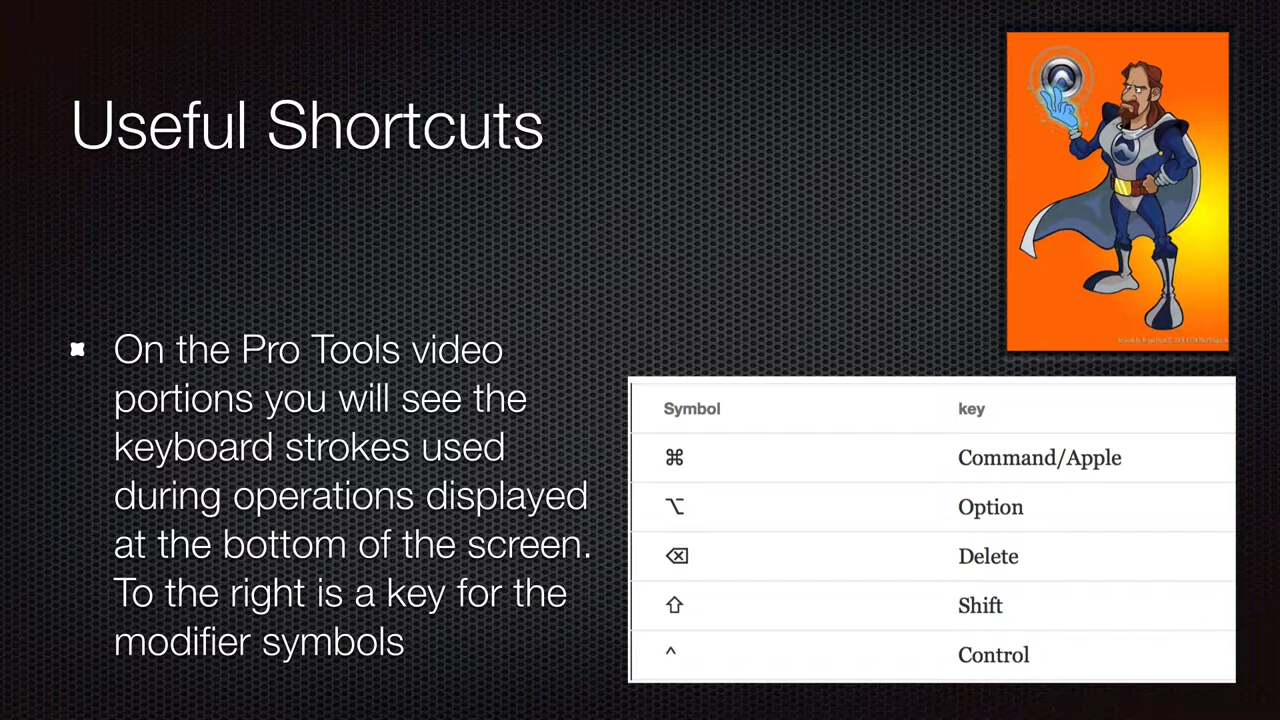 Useful Shortcuts
On the Pro Tools video
portions you will see the
keyboard strokes used
during operations displayed
at the bottom of the screen.
To the right is a key for the
modifier symbols
Symbol key
⌘ Command/Apple
⌥ Option
⌫ Delete
⇧ Shift
^ Control